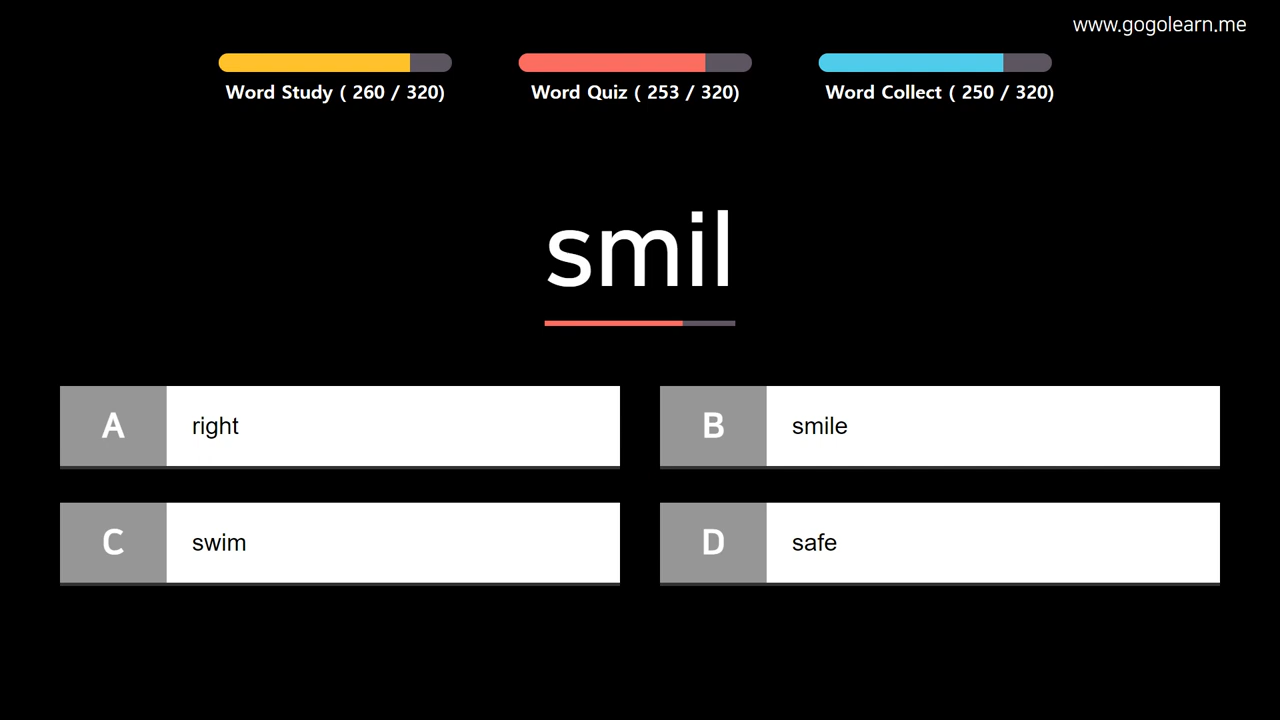 www.gogolearn.me
Word Study ( 260 / 320)
Word Quiz ( 253 / 320)
Word Collect ( 250 / 320)
smil
A right
B smile
C swim
D safe